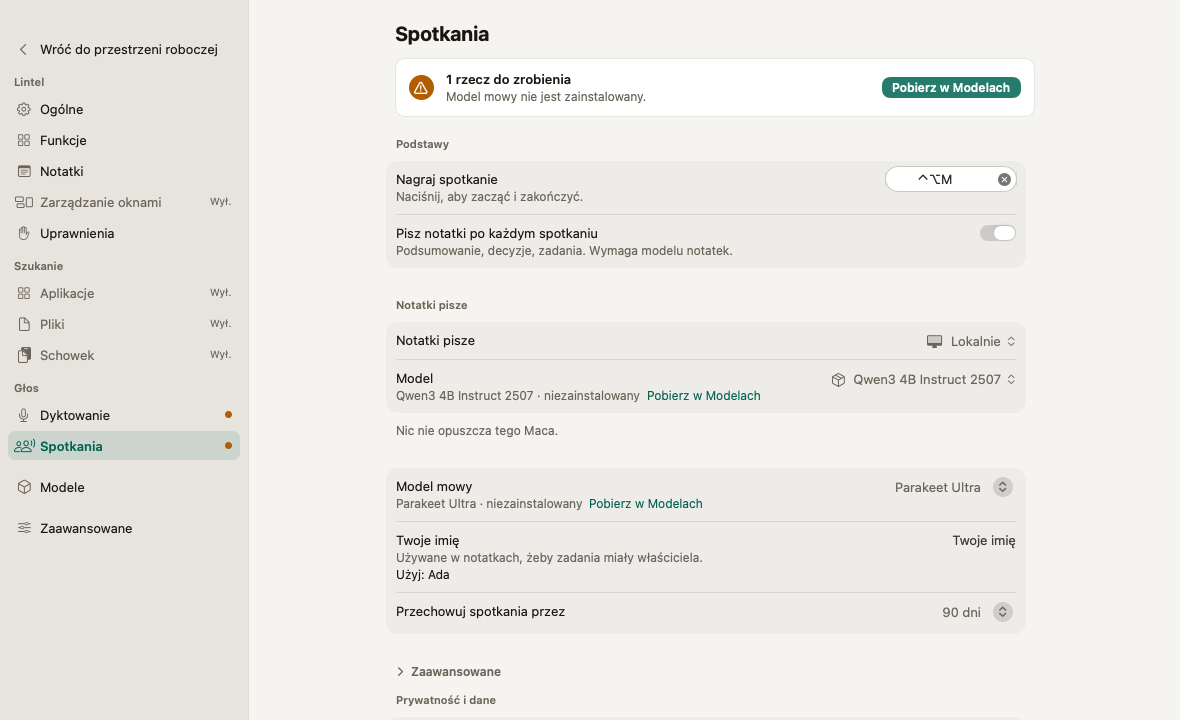 Wróć do przestrzeni roboczej
Lintel
Ogólne
Funkcje
Notatki
Zarządzanie oknami Wył.
Uprawnienia
Szukanie
Aplikacje Wył.
Pliki Wył.
Schowek Wył.
Głos
Dyktowanie
Spotkania
Modele
Zaawansowane
Spotkania
1 rzecz do zrobienia
Model mowy nie jest zainstalowany.
Pobierz w Modelach
Podstawy
Nagraj spotkanie
Naciśnij, aby zacząć i zakończyć.
⌃⌥M
Pisz notatki po każdym spotkaniu
Podsumowanie, decyzje, zadania. Wymaga modelu notatek.
Notatki pisze
Notatki pisze Lokalnie
Model Qwen3 4B Instruct 2507
Qwen3 4B Instruct 2507 · niezainstalowany Pobierz w Modelach
Nic nie opuszcza tego Maca.
Model mowy Parakeet Ultra
Parakeet Ultra · niezainstalowany Pobierz w Modelach
Twoje imię Twoje imię
Używane w notatkach, żeby zadania miały właściciela.
Użyj: Ada
Przechowuj spotkania przez 90 dni
Zaawansowane
Prywatność i dane